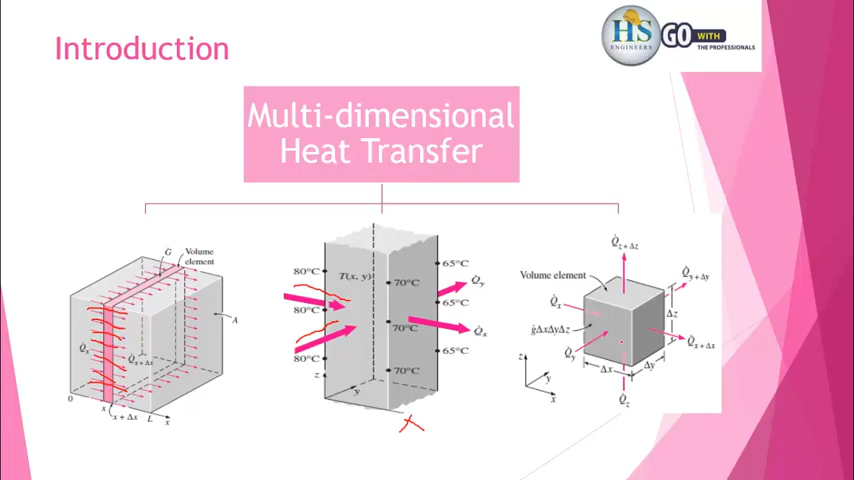 Introduction
HS
ENGINEERS
GO WITH
THE PROFESSIONALS
Multi-dimensional
Heat Transfer
Ġ
Volume
element
A
Q̇x
Q̇x + Δx
0
x
x + Δx
L
x
80°C
T(x, y)
65°C
70°C
Q̇y
80°C
65°C
70°C
Q̇x
80°C
65°C
70°C
z
y
x
Q̇z + Δz
Volume element
Q̇y + Δy
Q̇x
Δz
ġΔxΔyΔz
Q̇x + Δx
Q̇y
Δx
Δy
z
y
x
Q̇z